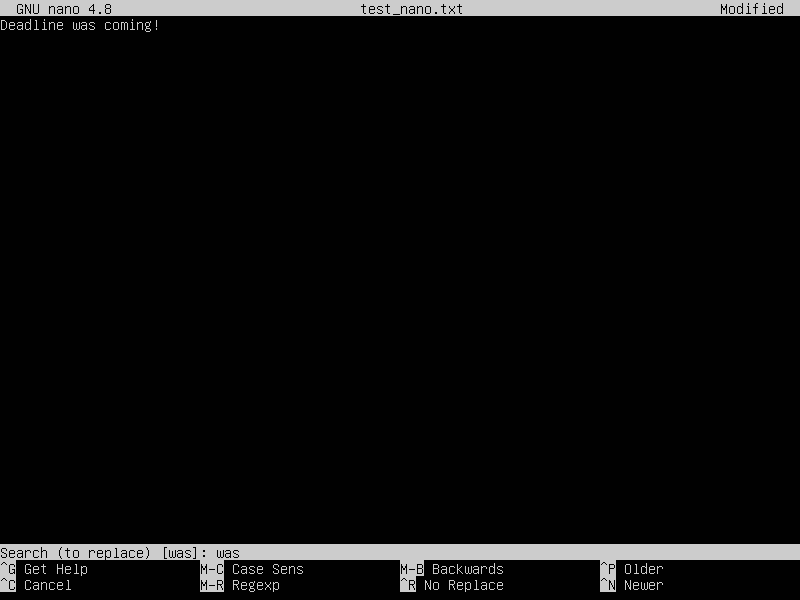 GNU nano 4.8 test_nano.txt Modified
Deadline was coming!
Search (to replace) [was]: was
^G Get Help M-C Case Sens M-B Backwards ^P Older
^C Cancel M-R Regexp ^R No Replace ^N Newer